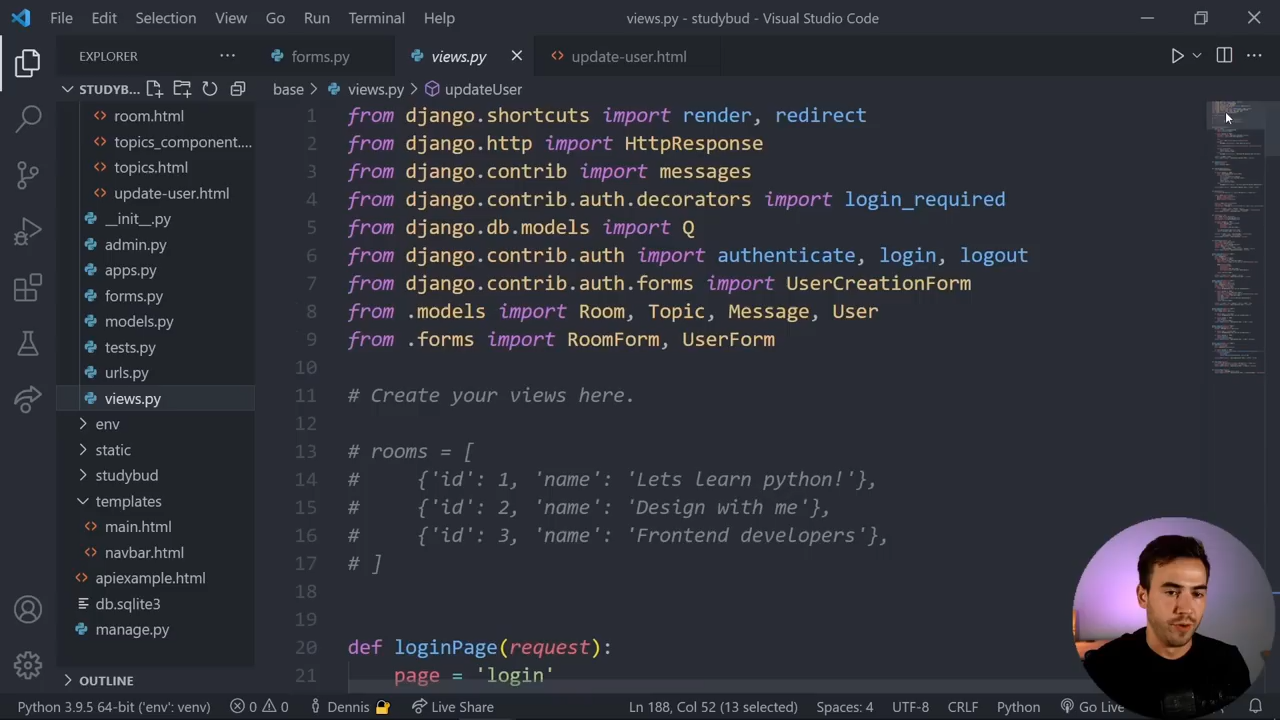 File Edit Selection View Go Run Terminal Help views.py - studybud - Visual Studio Code
EXPLORER ... forms.py views.py update-user.html
STUDYB... base > views.py > updateUser
room.html
topics_component....
topics.html
update-user.html
__init__.py
admin.py
apps.py
forms.py
models.py
tests.py
urls.py
views.py
env
static
studybud
templates
main.html
navbar.html
apiexample.html
db.sqlite3
manage.py
OUTLINE
1 from django.shortcuts import render, redirect
2 from django.http import HttpResponse
3 from django.contrib import messages
4 from django.contrib.auth.decorators import login_required
5 from django.db.models import Q
6 from django.contrib.auth import authenticate, login, logout
7 from django.contrib.auth.forms import UserCreationForm
8 from .models import Room, Topic, Message, User
9 from .forms import RoomForm, UserForm
10
11 # Create your views here.
12
13 # rooms = [
14 #     {'id': 1, 'name': 'Lets learn python!'},
15 #     {'id': 2, 'name': 'Design with me'},
16 #     {'id': 3, 'name': 'Frontend developers'},
17 # ]
18
19
20 def loginPage(request):
21     page = 'login'
Python 3.9.5 64-bit ('env': venv) 0 0 Dennis Live Share Ln 188, Col 52 (13 selected) Spaces: 4 UTF-8 CRLF Python Go Live